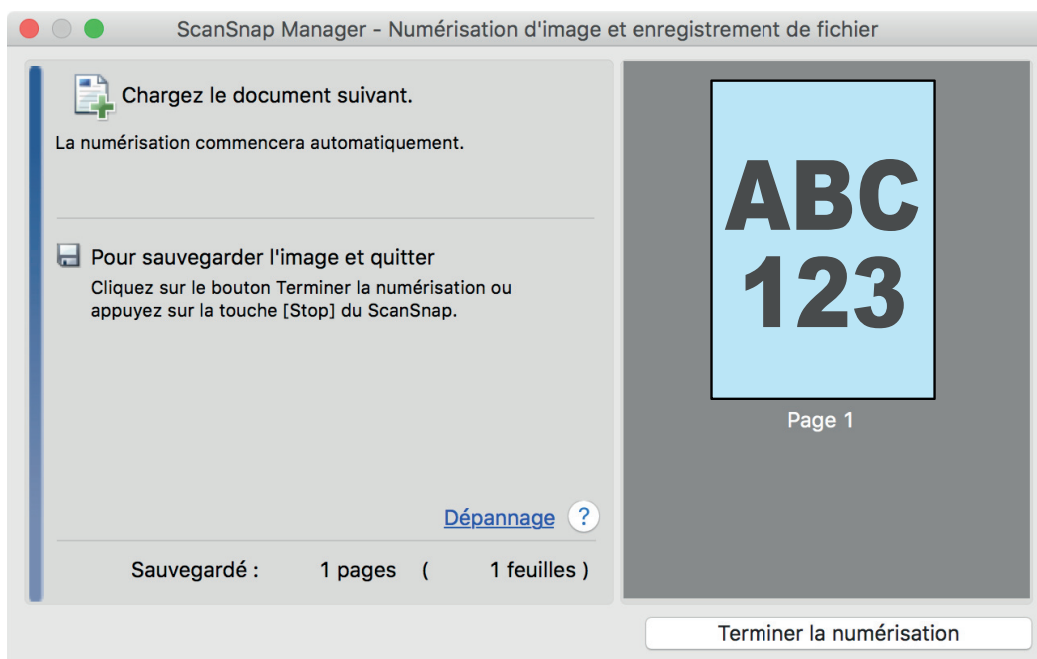 ScanSnap Manager - Numérisation d'image et enregistrement de fichier
Chargez le document suivant.
La numérisation commencera automatiquement.
Pour sauvegarder l'image et quitter
Cliquez sur le bouton Terminer la numérisation ou
appuyez sur la touche [Stop] du ScanSnap.
Dépannage ?
Sauvegardé : 1 pages ( 1 feuilles )
ABC
123
Page 1
Terminer la numérisation